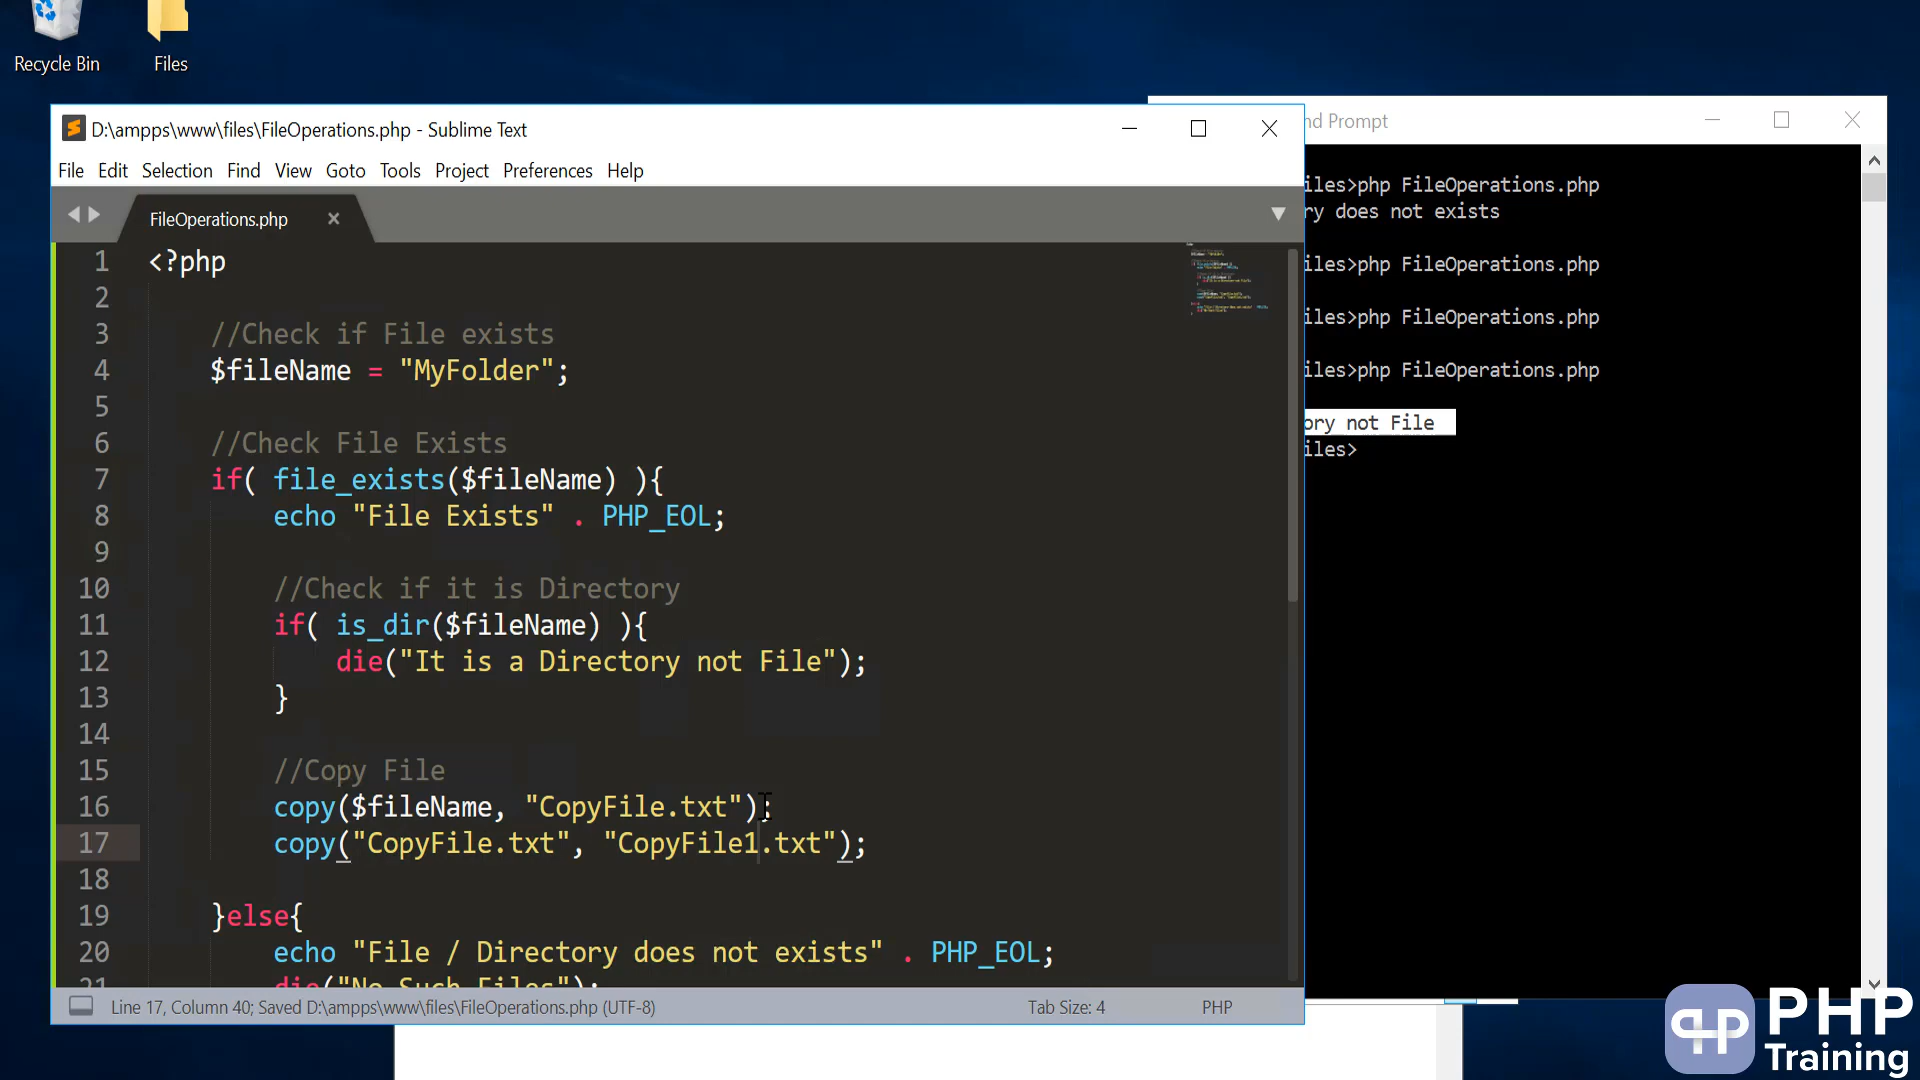 Recycle Bin
Files
D:\ampps\www\files\FileOperations.php - Sublime Text
File Edit Selection Find View Goto Tools Project Preferences Help
FileOperations.php
1 <?php
2
3 //Check if File exists
4 $fileName = "MyFolder";
5
6 //Check File Exists
7 if( file_exists($fileName) ){
8 echo "File Exists" . PHP_EOL;
9
10 //Check if it is Directory
11 if( is_dir($fileName) ){
12 die("It is a Directory not File");
13 }
14
15 //Copy File
16 copy($fileName, "CopyFile.txt");
17 copy("CopyFile.txt", "CopyFile1.txt");
18
19 }else{
20 echo "File / Directory does not exists" . PHP_EOL;
21 die("No Such Files");
Line 17, Column 40; Saved D:\ampps\www\files\FileOperations.php (UTF-8)
Tab Size: 4
PHP
nd Prompt
iles>php FileOperations.php
ry does not exists
iles>php FileOperations.php
iles>php FileOperations.php
iles>php FileOperations.php
ory not File
iles>
PHP
Training